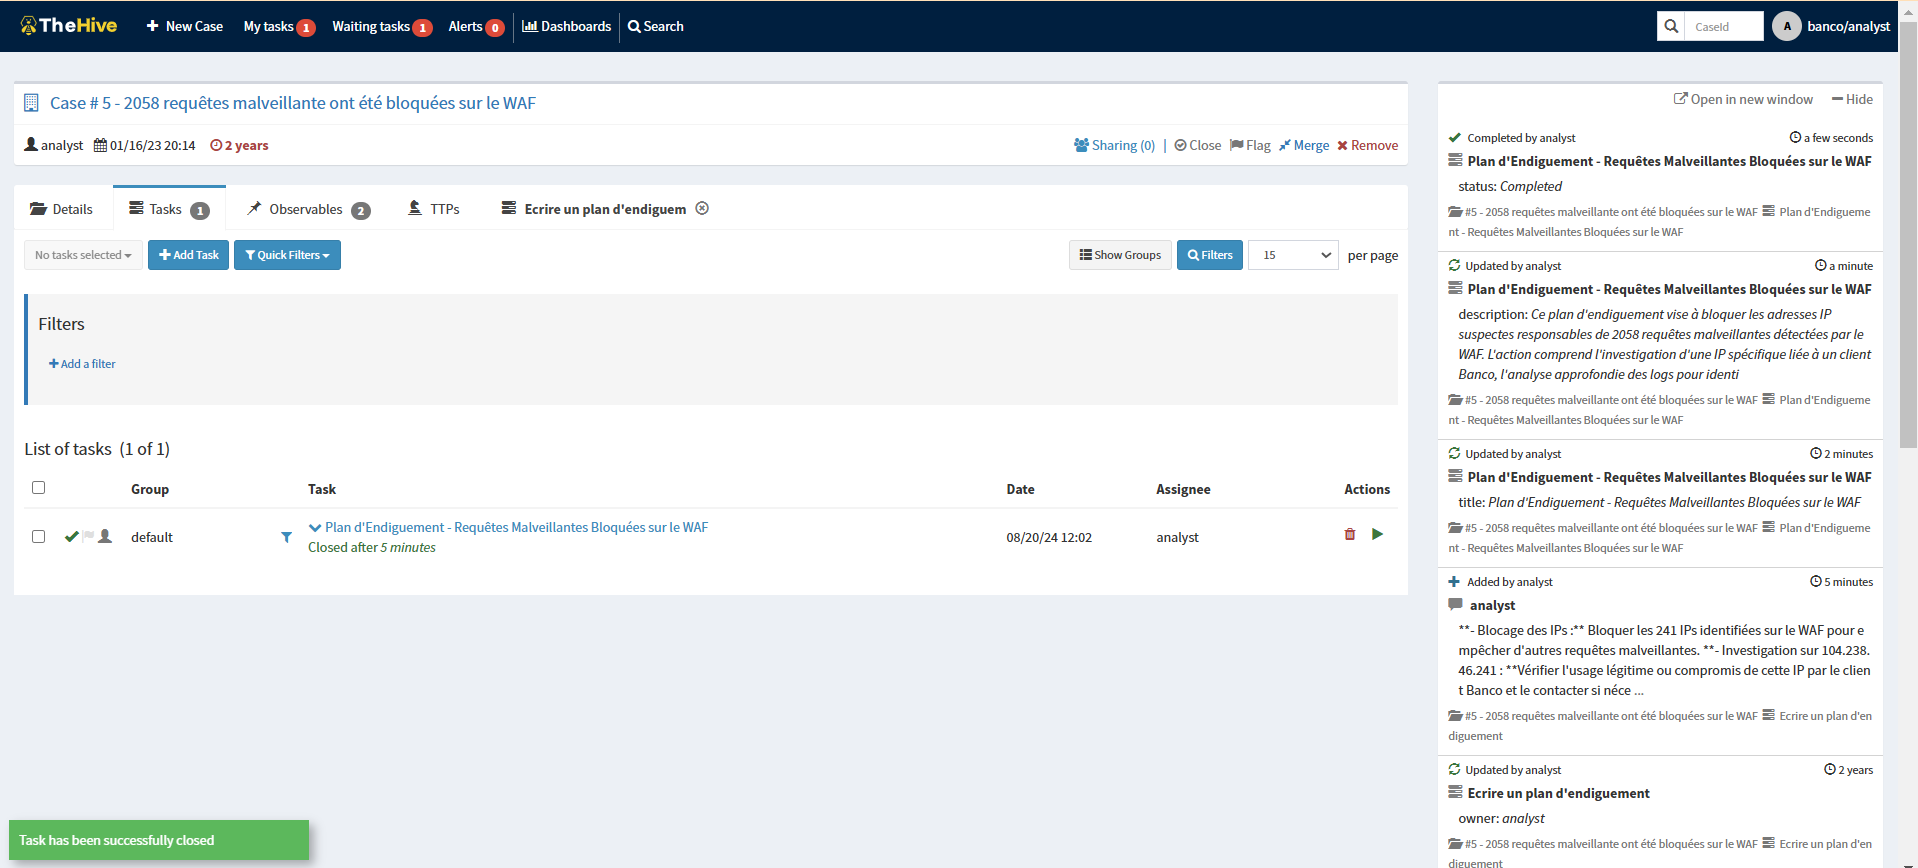 TheHive
New Case
My tasks 1
Waiting tasks 1
Alerts 0
Dashboards
Search
CaseId
A
banco/analyst
Case # 5 - 2058 requêtes malveillante ont été bloquées sur le WAF
analyst 01/16/23 20:14 2 years
Sharing (0) | Close Flag Merge Remove
Details
Tasks 1
Observables 2
TTPs
Ecrire un plan d'endiguem
No tasks selected
Add Task
Quick Filters
Show Groups
Filters
15
per page
Filters
Add a filter
List of tasks (1 of 1)
Group Task Date Assignee Actions
default
Plan d'Endiguement - Requêtes Malveillantes Bloquées sur le WAF
Closed after 5 minutes
08/20/24 12:02
analyst
Task has been successfully closed
Open in new window Hide
Completed by analyst a few seconds
Plan d'Endiguement - Requêtes Malveillantes Bloquées sur le WAF
status: Completed
#5 - 2058 requêtes malveillante ont été bloquées sur le WAF Plan d'Endigueme
nt - Requêtes Malveillantes Bloquées sur le WAF
Updated by analyst a minute
Plan d'Endiguement - Requêtes Malveillantes Bloquées sur le WAF
description: Ce plan d'endiguement vise à bloquer les adresses IP
suspectes responsables de 2058 requêtes malveillantes détectées par le
WAF. L'action comprend l'investigation d'une IP spécifique liée à un client
Banco, l'analyse approfondie des logs pour identi
#5 - 2058 requêtes malveillante ont été bloquées sur le WAF Plan d'Endigueme
nt - Requêtes Malveillantes Bloquées sur le WAF
Updated by analyst 2 minutes
Plan d'Endiguement - Requêtes Malveillantes Bloquées sur le WAF
title: Plan d'Endiguement - Requêtes Malveillantes Bloquées sur le WAF
#5 - 2058 requêtes malveillante ont été bloquées sur le WAF Plan d'Endigueme
nt - Requêtes Malveillantes Bloquées sur le WAF
Added by analyst 5 minutes
analyst
**- Blocage des IPs :** Bloquer les 241 IPs identifiées sur le WAF pour e
mpêcher d'autres requêtes malveillantes. **- Investigation sur 104.238.
46.241 : **Vérifier l'usage légitime ou compromis de cette IP par le clien
t Banco et le contacter si néce ...
#5 - 2058 requêtes malveillante ont été bloquées sur le WAF Ecrire un plan d'en
diguement
Updated by analyst 2 years
Ecrire un plan d'endiguement
owner: analyst
#5 - 2058 requêtes malveillante ont été bloquées sur le WAF Ecrire un plan d'en
diguement